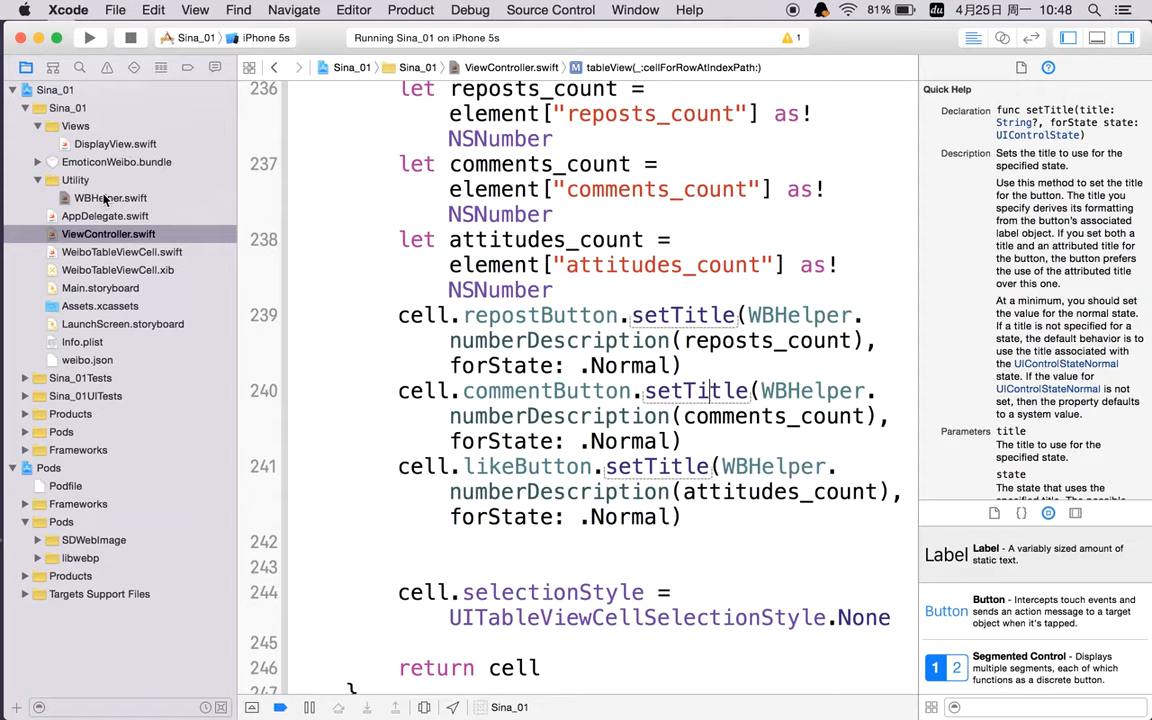 Xcode File Edit View Find Navigate Editor Product Debug Source Control Window Help 81% du 4月25日 周一 10:48
Sina_01 iPhone 5s Running Sina_01 on iPhone 5s 1
Sina_01 Sina_01 ViewController.swift M tableView(_:cellForRowAtIndexPath:)
Sina_01
Sina_01
Views
DisplayView.swift
EmoticonWeibo.bundle
Utility
AppDelegate.swift
ViewController.swift
WeiboTableViewCell.swift
WeiboTableViewCell.xib
Main.storyboard
Assets.xcassets
LaunchScreen.storyboard
Info.plist
weibo.json
Sina_01Tests
Sina_01UITests
Products
Pods
Frameworks
Pods
Podfile
Frameworks
Pods
SDWebImage
libwebp
Products
Targets Support Files
236 let reposts_count =
element["reposts_count"] as!
NSNumber
237 let comments_count =
element["comments_count"] as!
NSNumber
238 let attitudes_count =
element["attitudes_count"] as!
NSNumber
239 cell.repostButton.setTitle(WBHelper.
numberDescription(reposts_count),
forState: .Normal)
240 cell.commentButton.setTitle(WBHelper.
numberDescription(comments_count),
forState: .Normal)
241 cell.likeButton.setTitle(WBHelper.
numberDescription(attitudes_count),
forState: .Normal)
242
243
244 cell.selectionStyle =
UITableViewCellSelectionStyle.None
245
246 return cell
247 }
Sina_01
Quick Help
Declaration func setTitle(title:
String?, forState state:
UIControlState)
Description Sets the title to use for the
specified state.
Use this method to set the title
for the button. The title you
specify derives its formatting
from the button's associated
label object. If you set both a
title and an attributed title for
the button, the button prefers
the use of the attributed title
over this one.
At a minimum, you should set
the value for the normal state.
If a title is not specified for a
state, the default behavior is to
use the title associated with
the UIControlStateNormal
state. If the value for
UIControlStateNormal is not
set, then the property defaults
to a system value.
Parameters title
The title to use for the
specified state.
state
The state that uses the
Label Label - A variably sized amount of
static text.
Button Button - Intercepts touch events and
sends an action message to a target
object when it's tapped.
1 2 Segmented Control - Displays
multiple segments, each of which
functions as a discrete button.